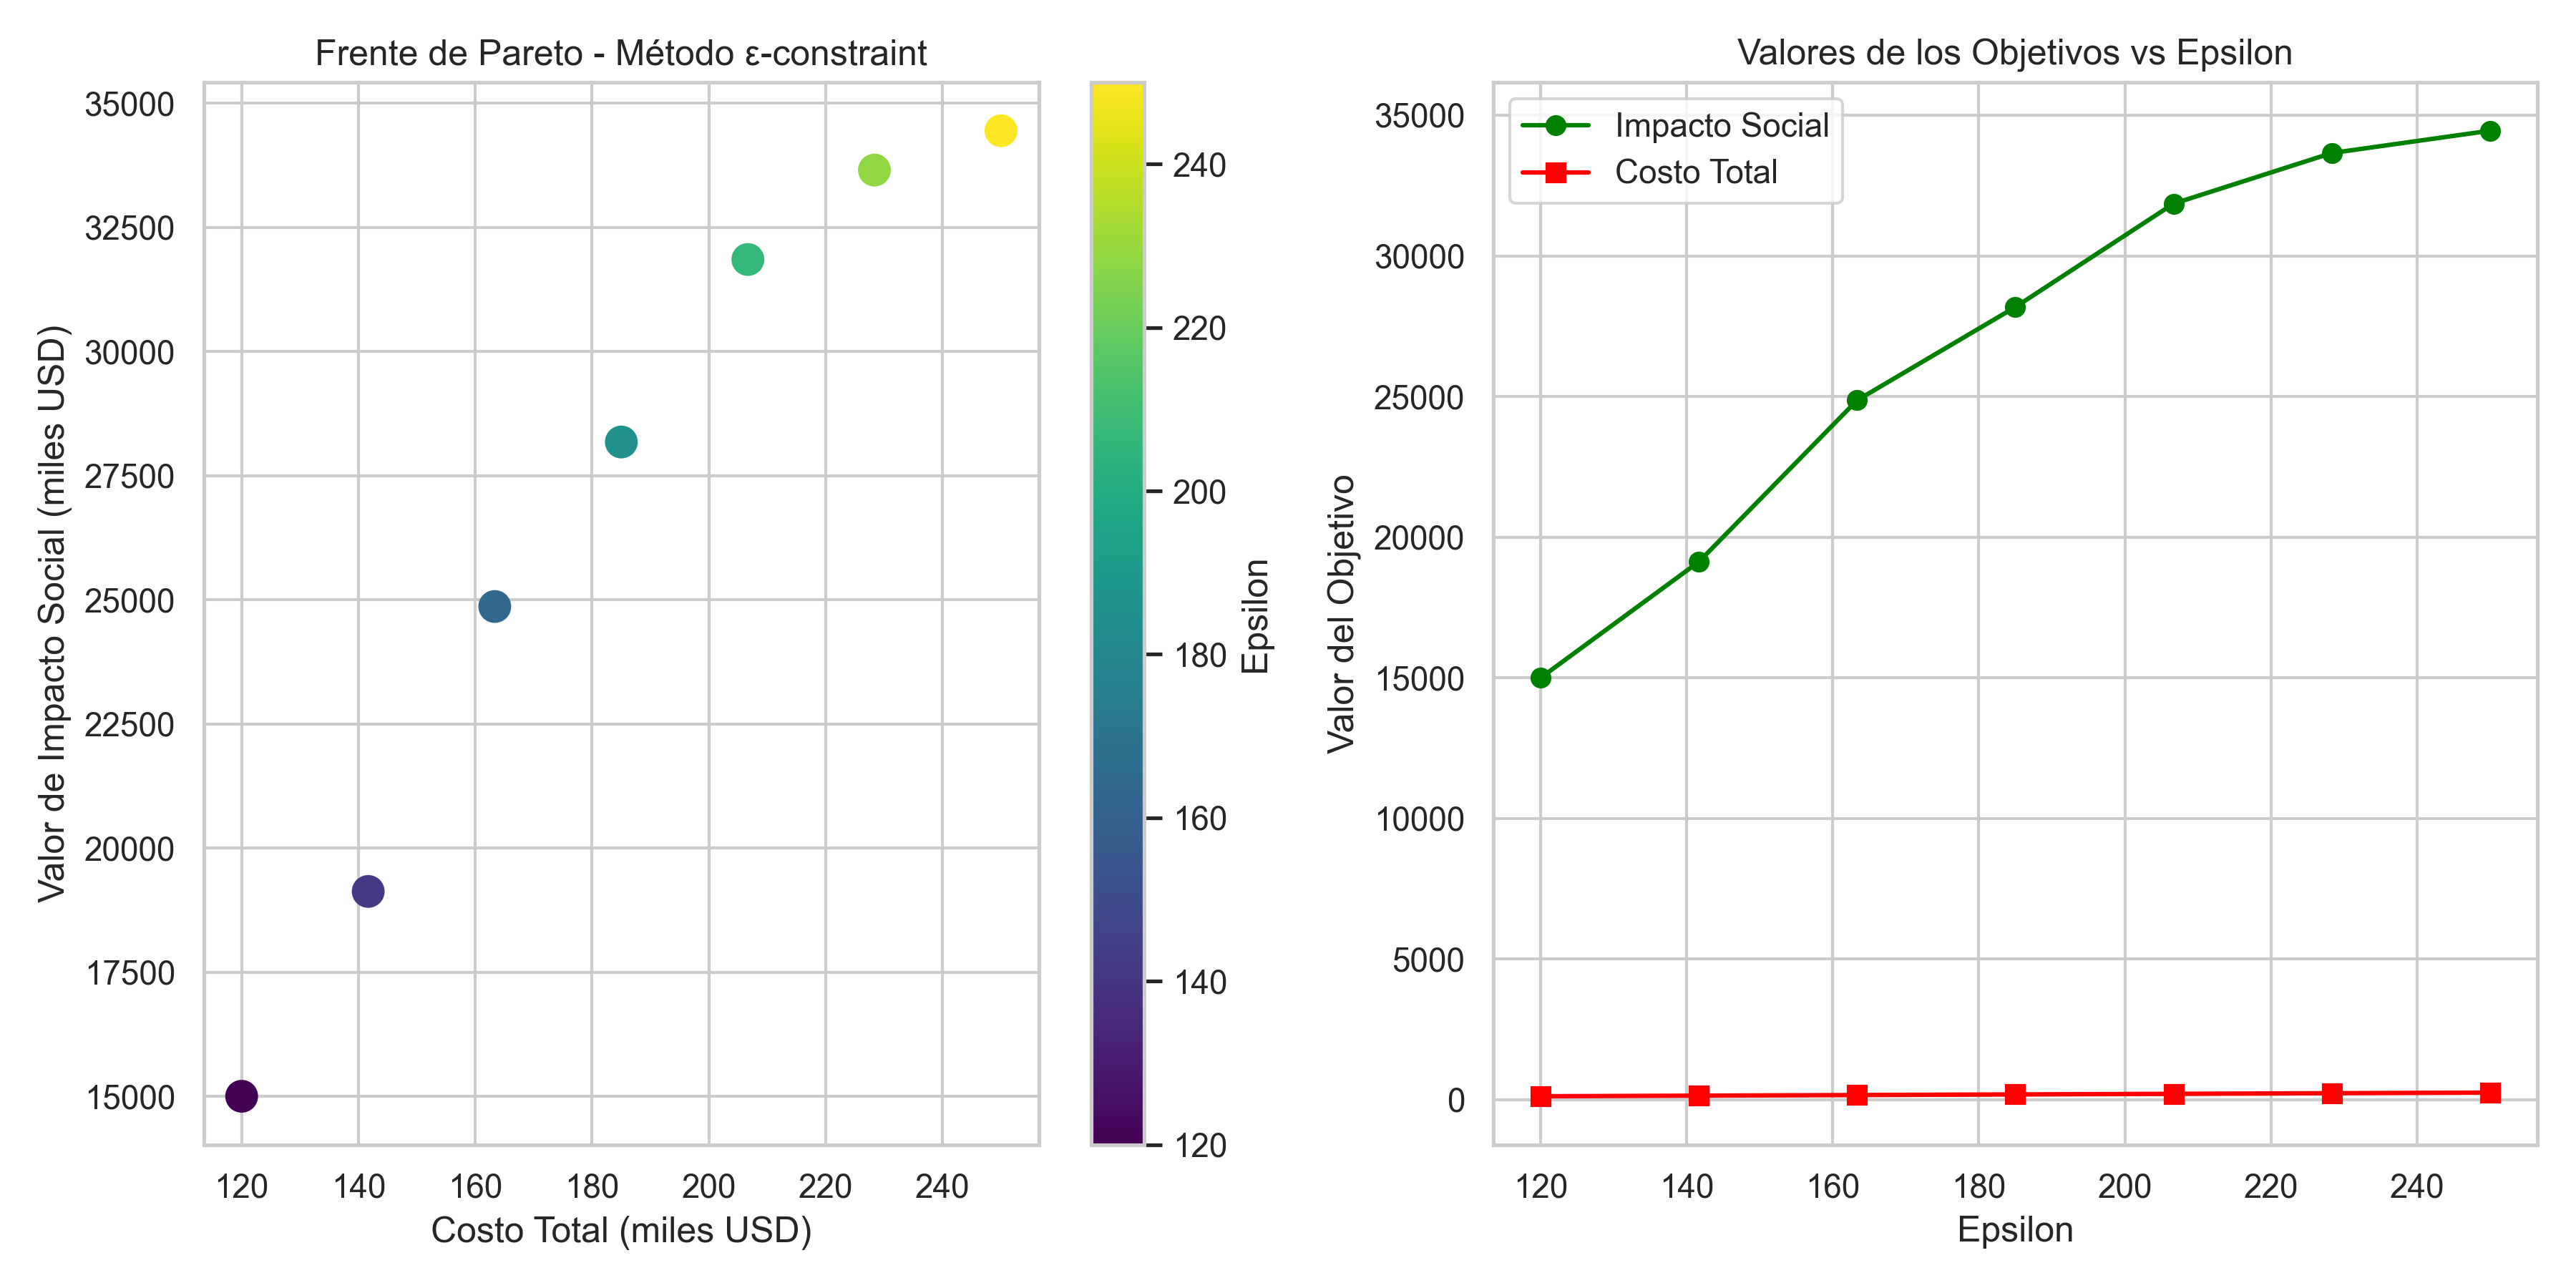 Frente de Pareto - Método ε-constraint
35000
32500
30000
27500
25000
22500
20000
17500
15000
Valor de Impacto Social (miles USD)
120 140 160 180 200 220 240
Costo Total (miles USD)
240
220
200
180
160
140
120
Epsilon
Valores de los Objetivos vs Epsilon
Impacto Social
Costo Total
35000
30000
25000
20000
15000
10000
5000
0
Valor del Objetivo
120 140 160 180 200 220 240
Epsilon